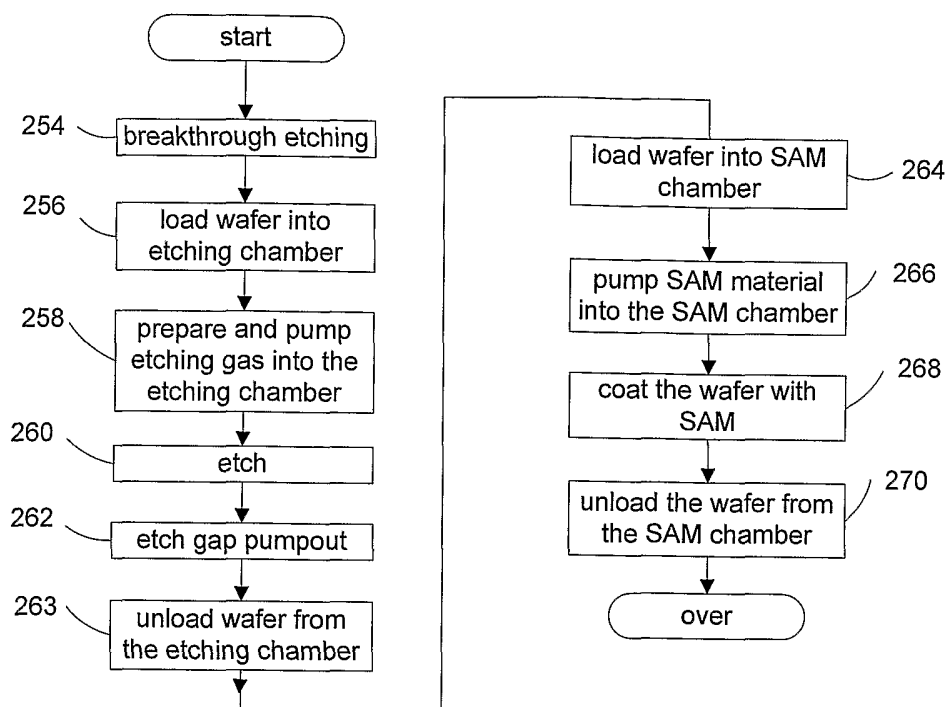 start
254
breakthrough etching
256
load wafer into
etching chamber
258
prepare and pump
etching gas into the
etching chamber
260
etch
262
etch gap pumpout
263
unload wafer from
the etching chamber
load wafer into SAM
chamber
264
pump SAM material
into the SAM chamber
266
coat the wafer with
SAM
268
unload the wafer from
the SAM chamber
270
over